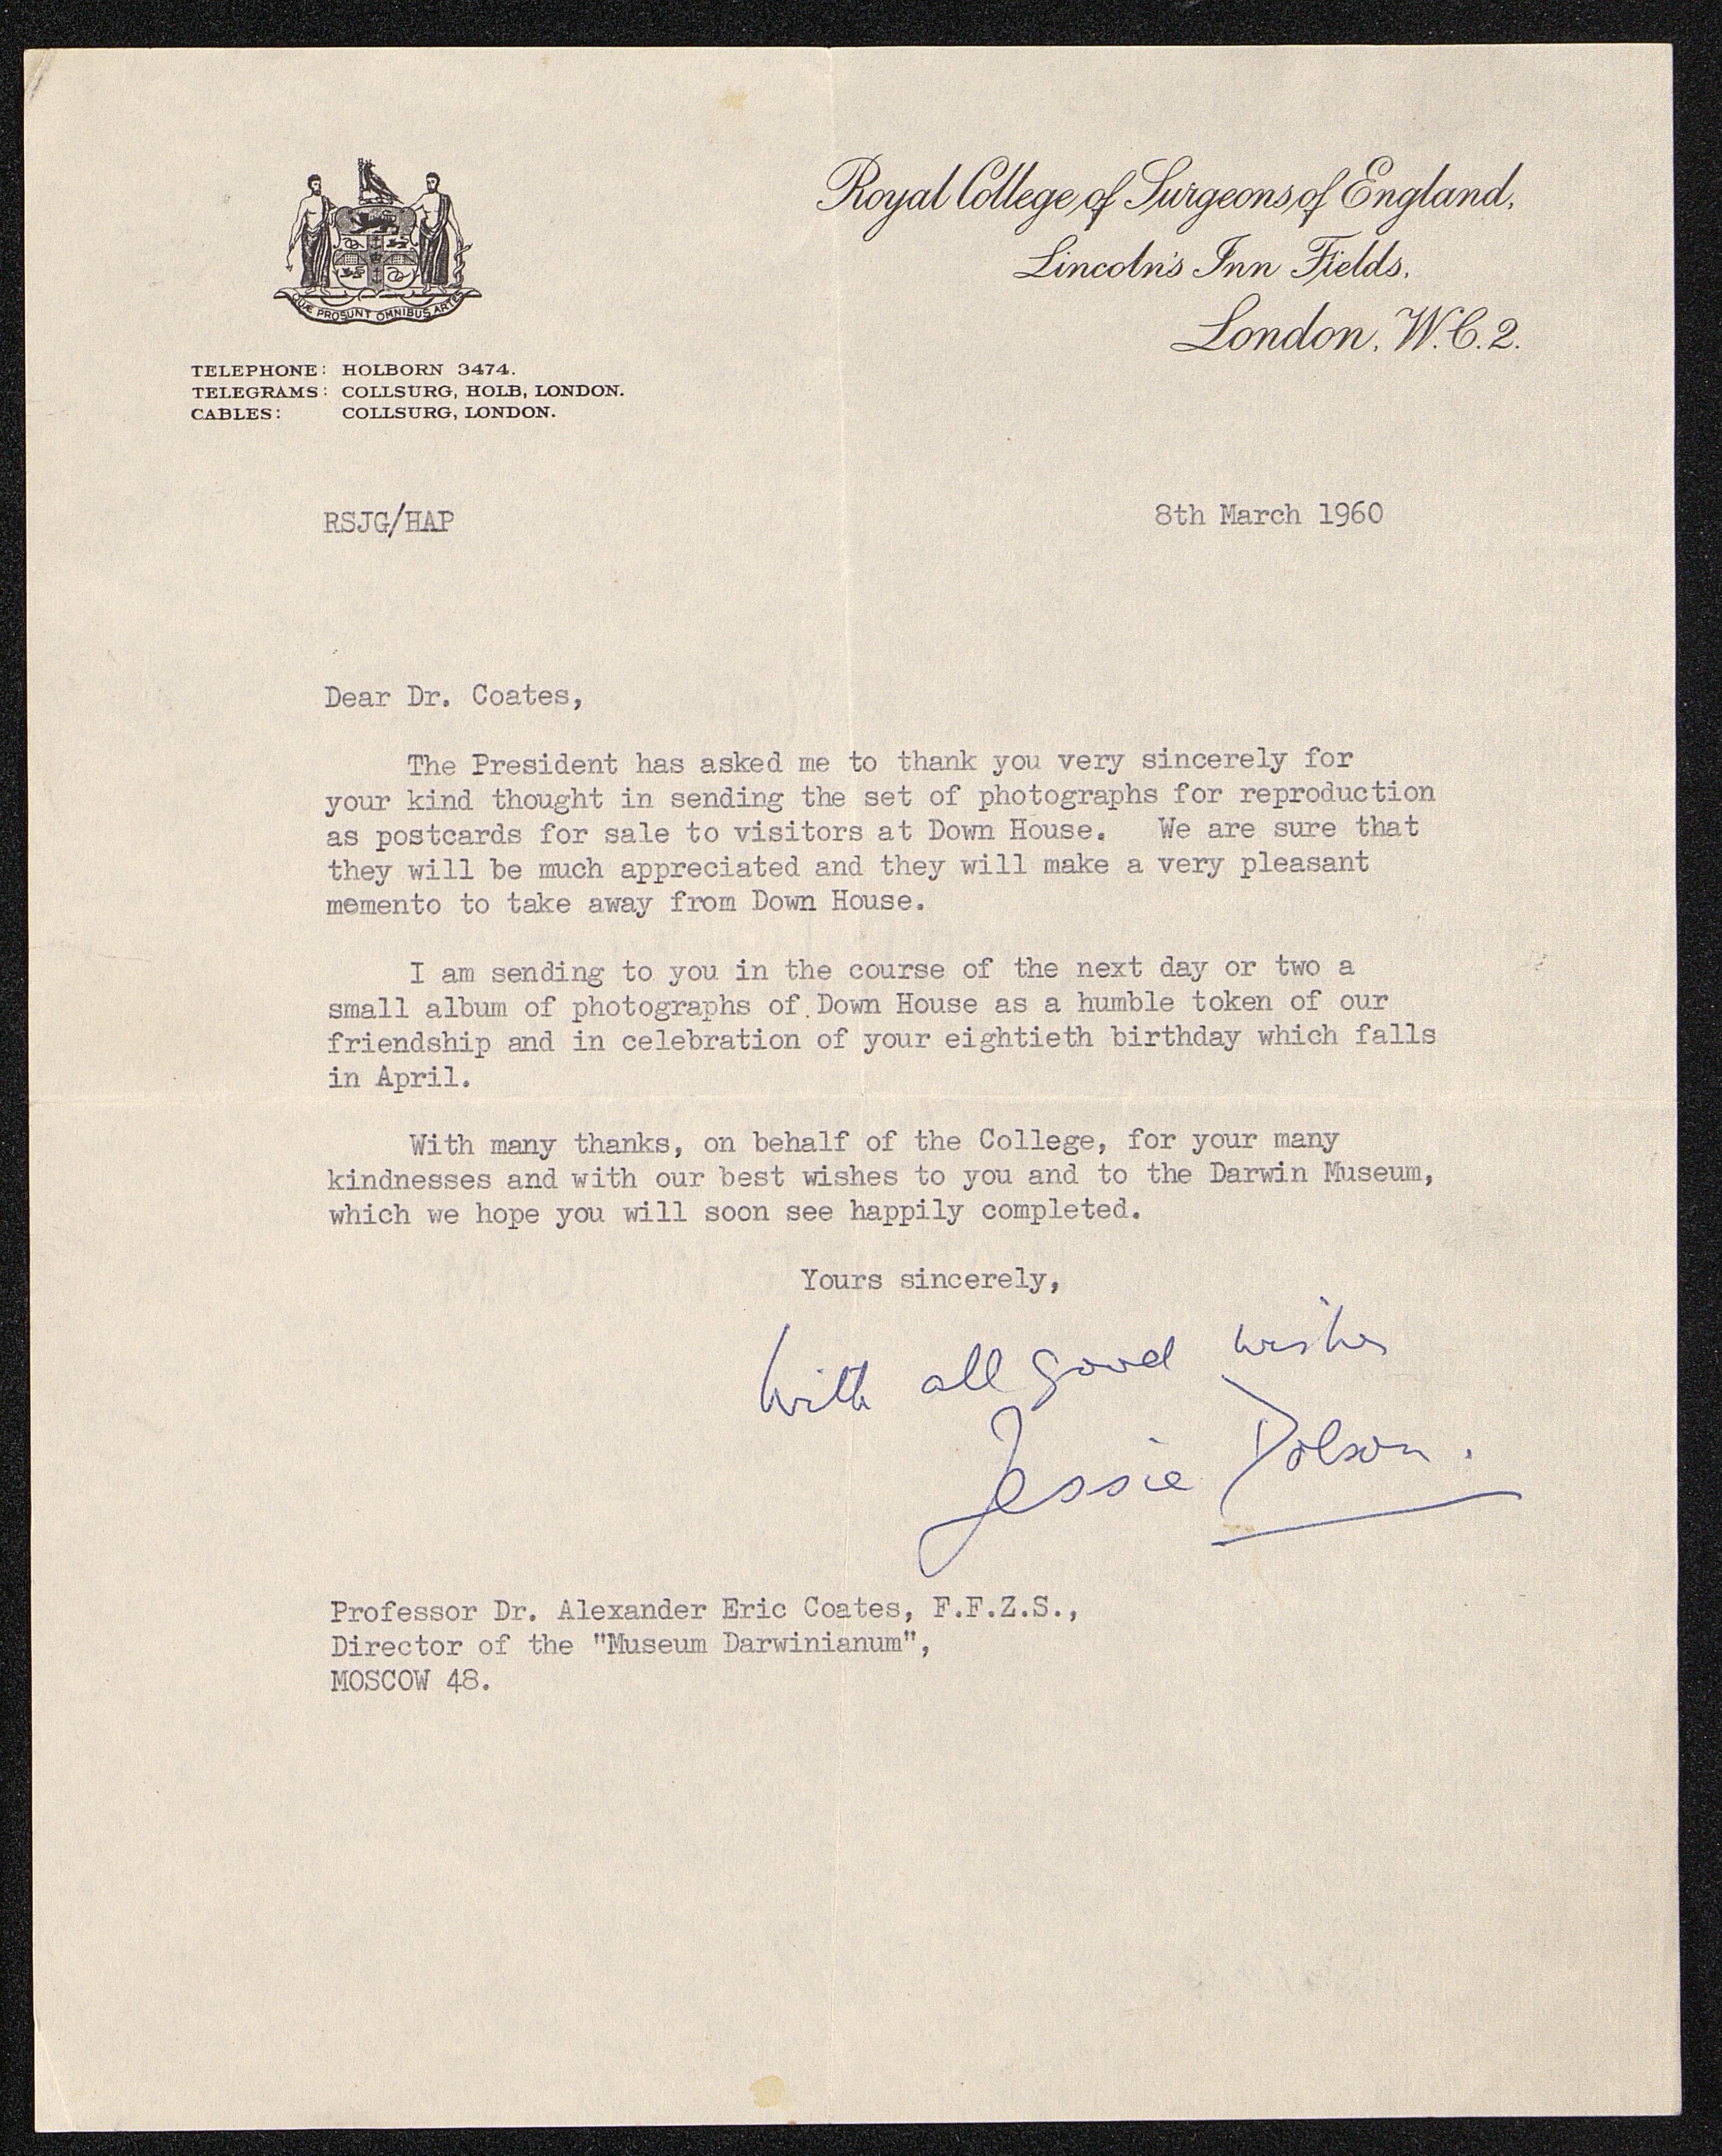 QUÆ PROSUNT OMNIBUS ARTES
Royal College of Surgeons of England,
Lincoln's Inn Fields,
London, W.C.2.
TELEPHONE: HOLBORN 3474.
TELEGRAMS: COLLSURG, HOLB, LONDON.
CABLES: COLLSURG, LONDON.
RSJG/HAP
8th March 1960
Dear Dr. Coates,
The President has asked me to thank you very sincerely for
your kind thought in sending the set of photographs for reproduction
as postcards for sale to visitors at Down House. We are sure that
they will be much appreciated and they will make a very pleasant
memento to take away from Down House.
I am sending to you in the course of the next day or two a
small album of photographs of Down House as a humble token of our
friendship and in celebration of your eightieth birthday which falls
in April.
With many thanks, on behalf of the College, for your many
kindnesses and with our best wishes to you and to the Darwin Museum,
which we hope you will soon see happily completed.
Yours sincerely,
With all good wishes
Jessie Dobson.
Professor Dr. Alexander Eric Coates, F.F.Z.S.,
Director of the "Museum Darwinianum",
MOSCOW 48.